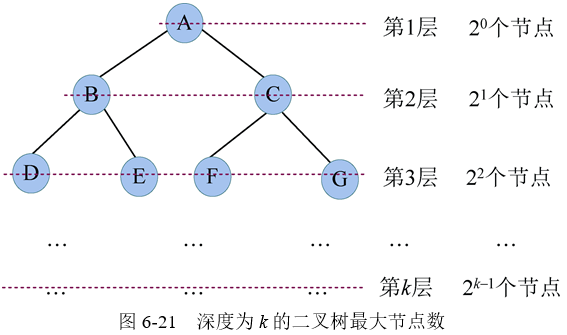 A 第1层 2⁰个节点
B C 第2层 2¹个节点
D E F G 第3层 2²个节点
… … … … …
… … … 第k层 2ᵏ⁻¹个节点
图 6-21 深度为 k 的二叉树最大节点数